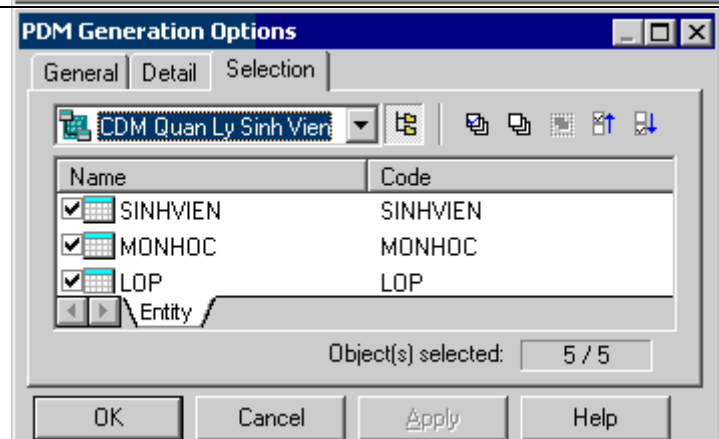 PDM Generation Options
General Detail Selection
CDM Quan Ly Sinh Vien
Name Code
SINHVIEN SINHVIEN
MONHOC MONHOC
LOP LOP
Entity
Object(s) selected: 5 / 5
OK Cancel Apply Help